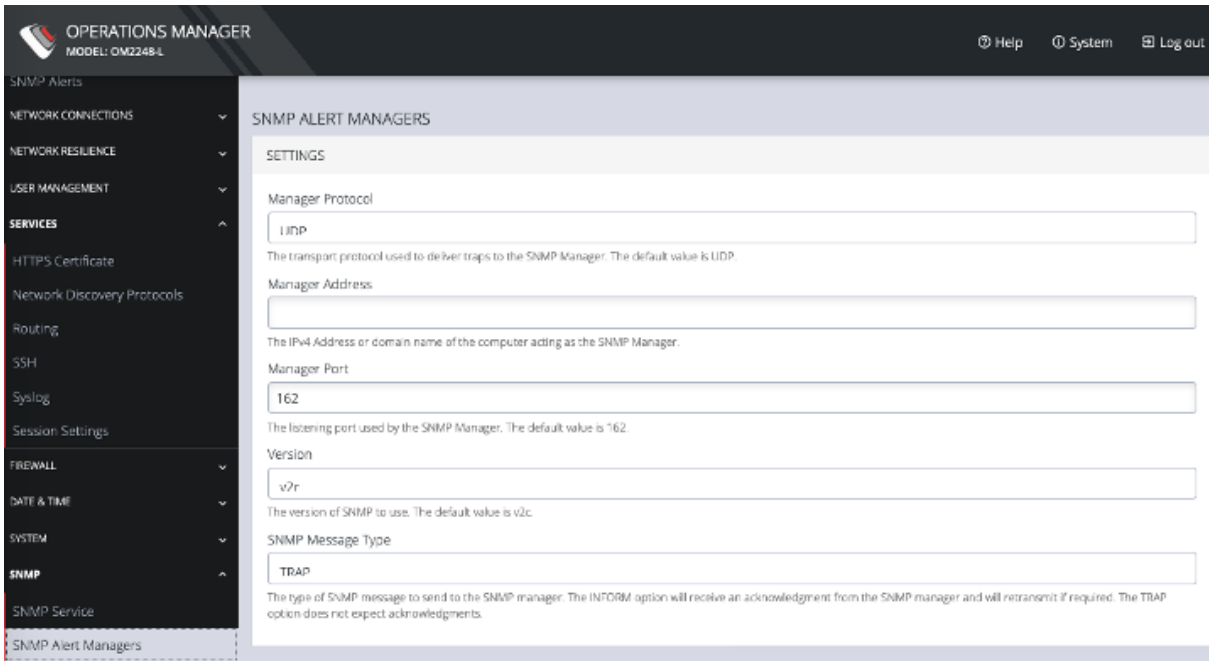 OPERATIONS MANAGER
MODEL: OM2248-L
Help
System
Log out
SNMP Alerts
NETWORK CONNECTIONS
NETWORK RESILIENCE
USER MANAGEMENT
SERVICES
HTTPS Certificate
Network Discovery Protocols
Routing
SSH
Syslog
Session Settings
FIREWALL
DATE & TIME
SYSTEM
SNMP
SNMP Service
SNMP Alert Managers
SNMP ALERT MANAGERS
SETTINGS
Manager Protocol
UDP
The transport protocol used to deliver traps to the SNMP Manager. The default value is UDP.
Manager Address
The IPv4 Address or domain name of the computer acting as the SNMP Manager.
Manager Port
162
The listening port used by the SNMP Manager. The default value is 162.
Version
v2c
The version of SNMP to use. The default value is v2c.
SNMP Message Type
TRAP
The type of SNMP message to send to the SNMP manager. The INFORM option will receive an acknowledgment from the SNMP manager and will retransmit if required. The TRAP
option does not expect acknowledgments.